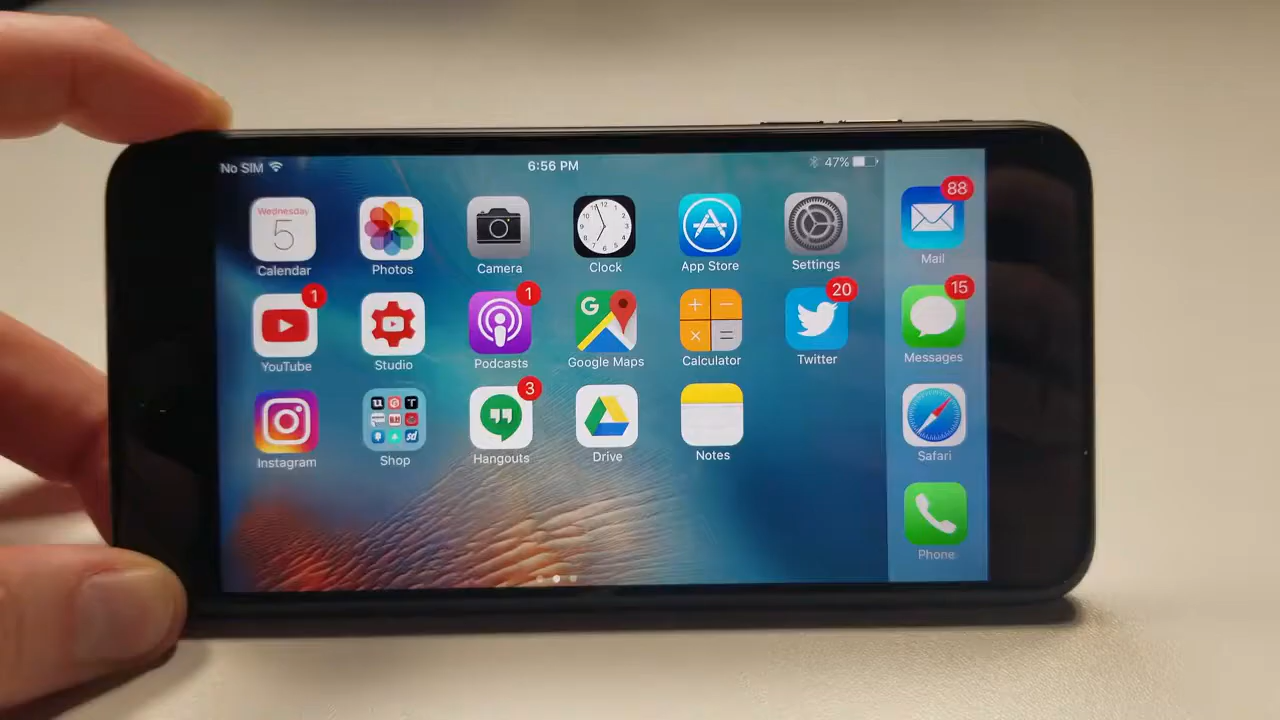 No SIM 6:56 PM 47%
Wednesday
5
Calendar Photos Camera Clock App Store Settings
88
Mail
1 1 20
YouTube Studio Podcasts Google Maps Calculator Twitter
15
Messages
3
Instagram Shop Hangouts Drive Notes
Safari
Phone